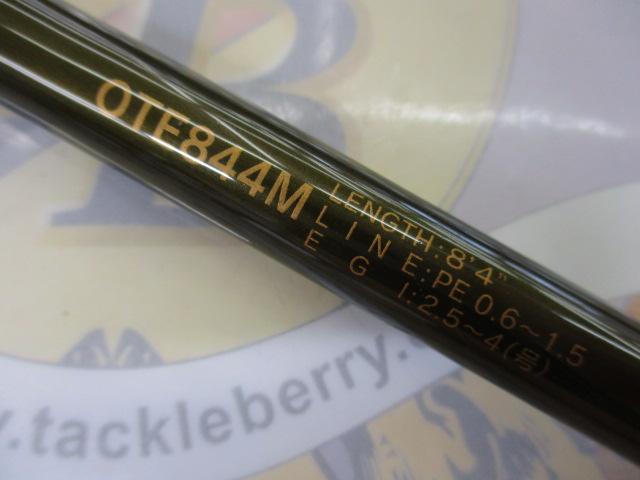 OTF844M
LENGTH:8'4"
LINE:PE 0.6~1.5
EGI:2.5~4(号)
B
y.tackleberry.